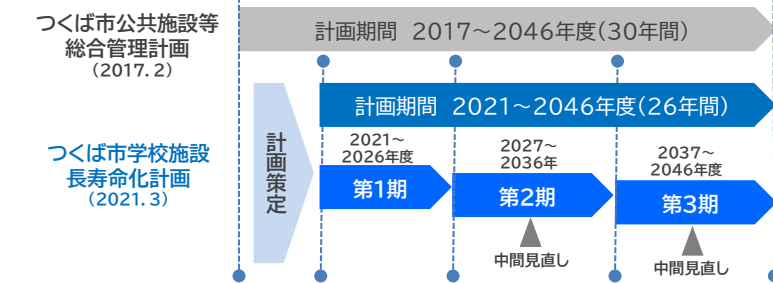 つくば市公共施設等
総合管理計画
（2017．2）
計画期間　2017～2046年度（30年間）
計画期間　2021～2046年度（26年間）
つくば市学校施設
長寿命化計画
（2021．3）
計画策定
2021～
2026年度
第1期
2027～
2036年
第2期
中間見直し
2037～
2046年度
第3期
中間見直し